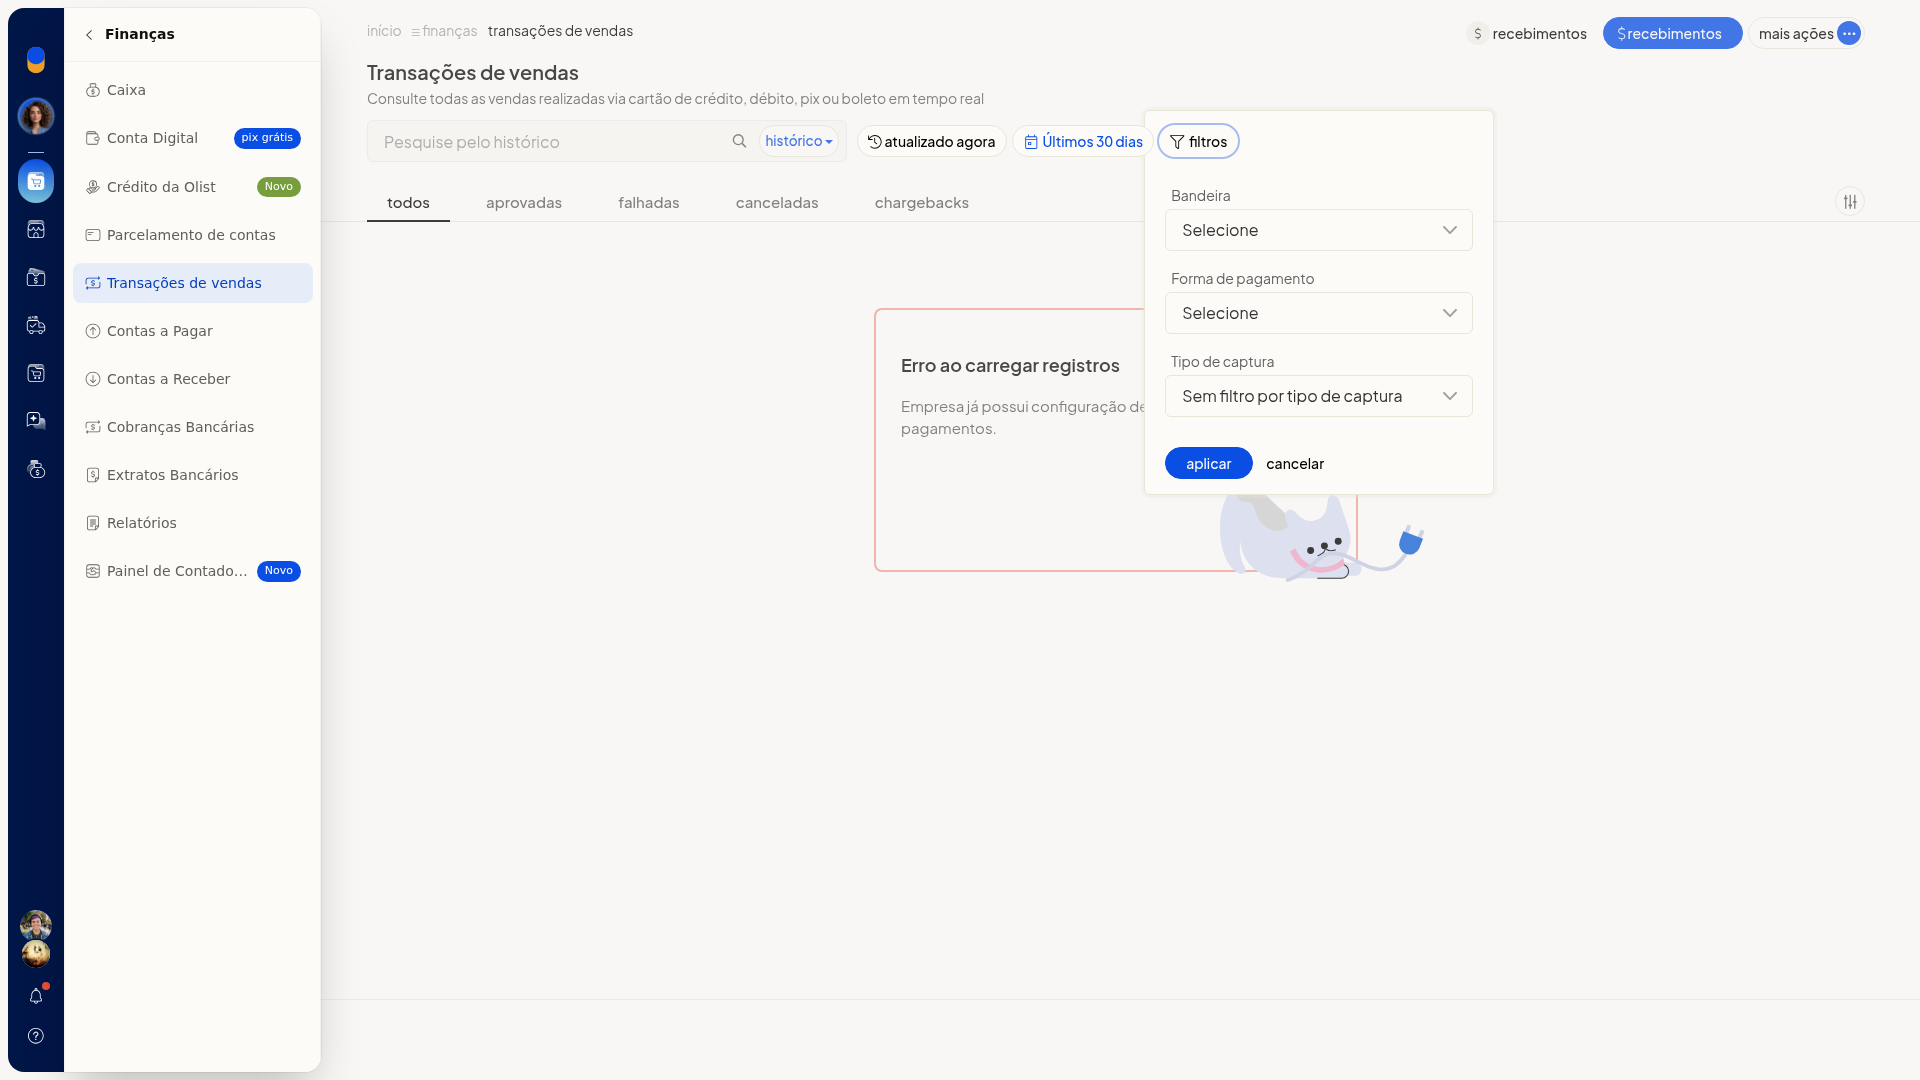 Finanças
Caixa
Conta Digital
pix grátis
Crédito da Olist
Novo
Parcelamento de contas
Transações de vendas
Contas a Pagar
Contas a Receber
Cobranças Bancárias
Extratos Bancários
Relatórios
Painel de Contado...
Novo
início
finanças
transações de vendas
$ recebimentos
$ recebimentos
mais ações
Transações de vendas
Consulte todas as vendas realizadas via cartão de crédito, débito, pix ou boleto em tempo real
Pesquise pelo histórico
histórico
atualizado agora
Últimos 30 dias
filtros
todos
aprovadas
falhadas
canceladas
chargebacks
Bandeira
Selecione
Forma de pagamento
Selecione
Tipo de captura
Sem filtro por tipo de captura
aplicar
cancelar
Erro ao carregar registros
Empresa já possui configuração de
pagamentos.